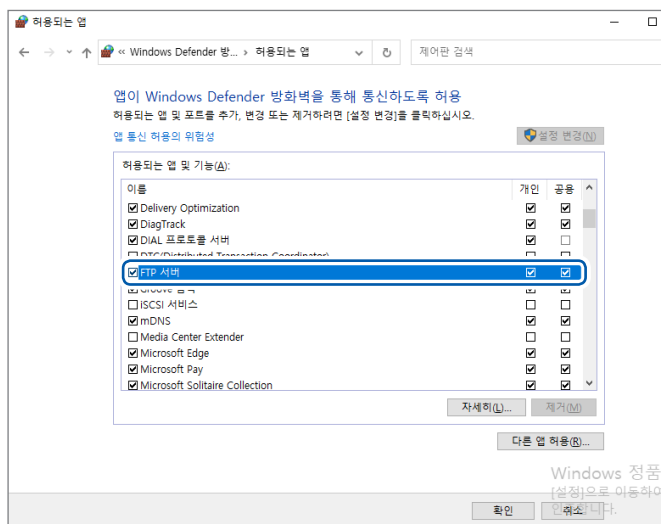 허용되는 앱
« Windows Defender 방... › 허용되는 앱
제어판 검색
앱이 Windows Defender 방화벽을 통해 통신하도록 허용
허용되는 앱 및 포트를 추가, 변경 또는 제거하려면 [설정 변경]을 클릭하십시오.
앱 통신 허용의 위험성
설정 변경(N)
허용되는 앱 및 기능(A):
이름 개인 공용
Delivery Optimization
DiagTrack
DIAL 프로토콜 서버
DTC(Distributed Transaction Coordinator)
FTP 서버
Groove 음악
iSCSI 서비스
mDNS
Media Center Extender
Microsoft Edge
Microsoft Pay
Microsoft Solitaire Collection
자세히(L)... 제거(M)
다른 앱 허용(R)...
Windows 정품
[설정]으로 이동하여
확인 취소